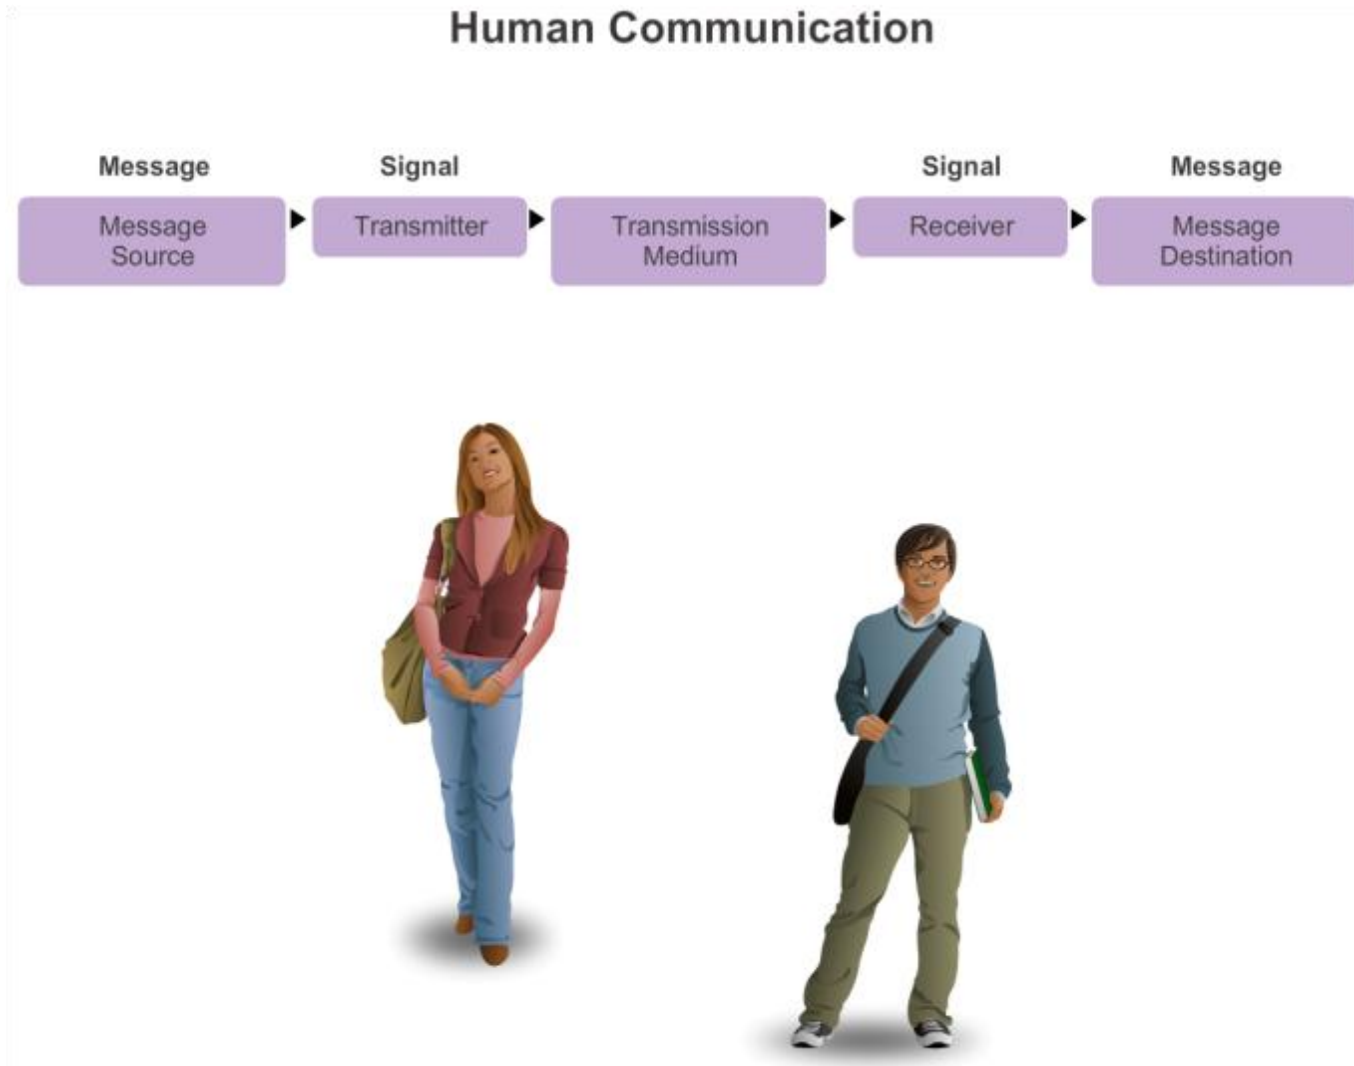 Human Communication
Message
Signal
Signal
Message
Message
Source
Transmitter
Transmission
Medium
Receiver
Message
Destination